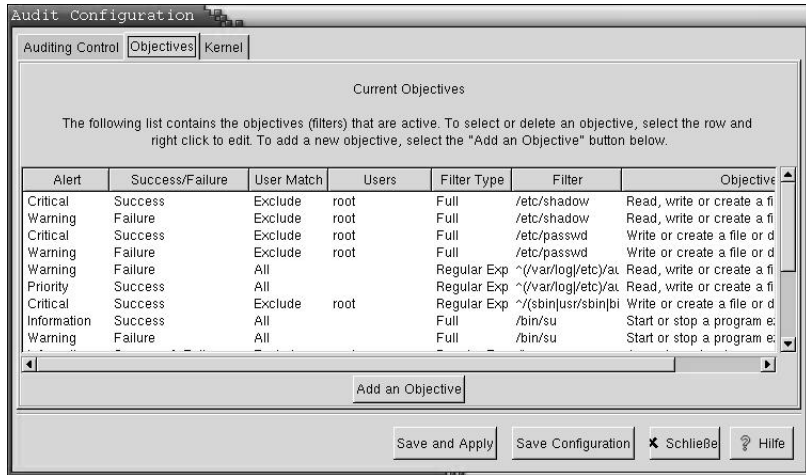 Audit Configuration
Auditing Control Objectives Kernel
Current Objectives
The following list contains the objectives (filters) that are active. To select or delete an objective, select the row and
right click to edit. To add a new objective, select the "Add an Objective" button below.
Alert Success/Failure User Match Users Filter Type Filter Objective
Critical Success Exclude root Full /etc/shadow Read, write or create a fi
Warning Failure Exclude root Full /etc/shadow Read, write or create a fi
Critical Success Exclude root Full /etc/passwd Write or create a file or d
Warning Failure Exclude root Full /etc/passwd Write or create a file or d
Warning Failure All Regular Exp ^(/var/log|/etc)/au Read, write or create a fi
Priority Success All Regular Exp ^(/var/log|/etc)/au Read, write or create a fi
Critical Success Exclude root Regular Exp ^/(sbin|usr/sbin|bi Write or create a file or d
Information Success All Full /bin/su Start or stop a program e
Warning Failure All Full /bin/su Start or stop a program e
Add an Objective
Save and Apply Save Configuration Schließe Hilfe